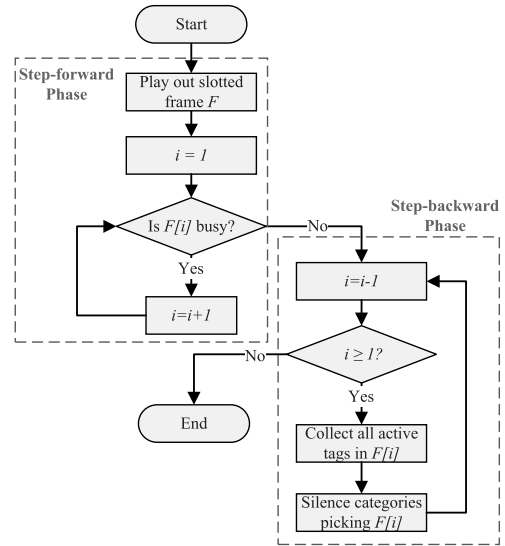 Start
Step-forward
Phase
Play out slotted
frame F
i = 1
Is F[i] busy?
No
Yes
i=i+1
Step-backward
Phase
i=i-1
i ≥ 1?
No
Yes
End
Collect all active
tags in F[i]
Silence categories
picking F[i]